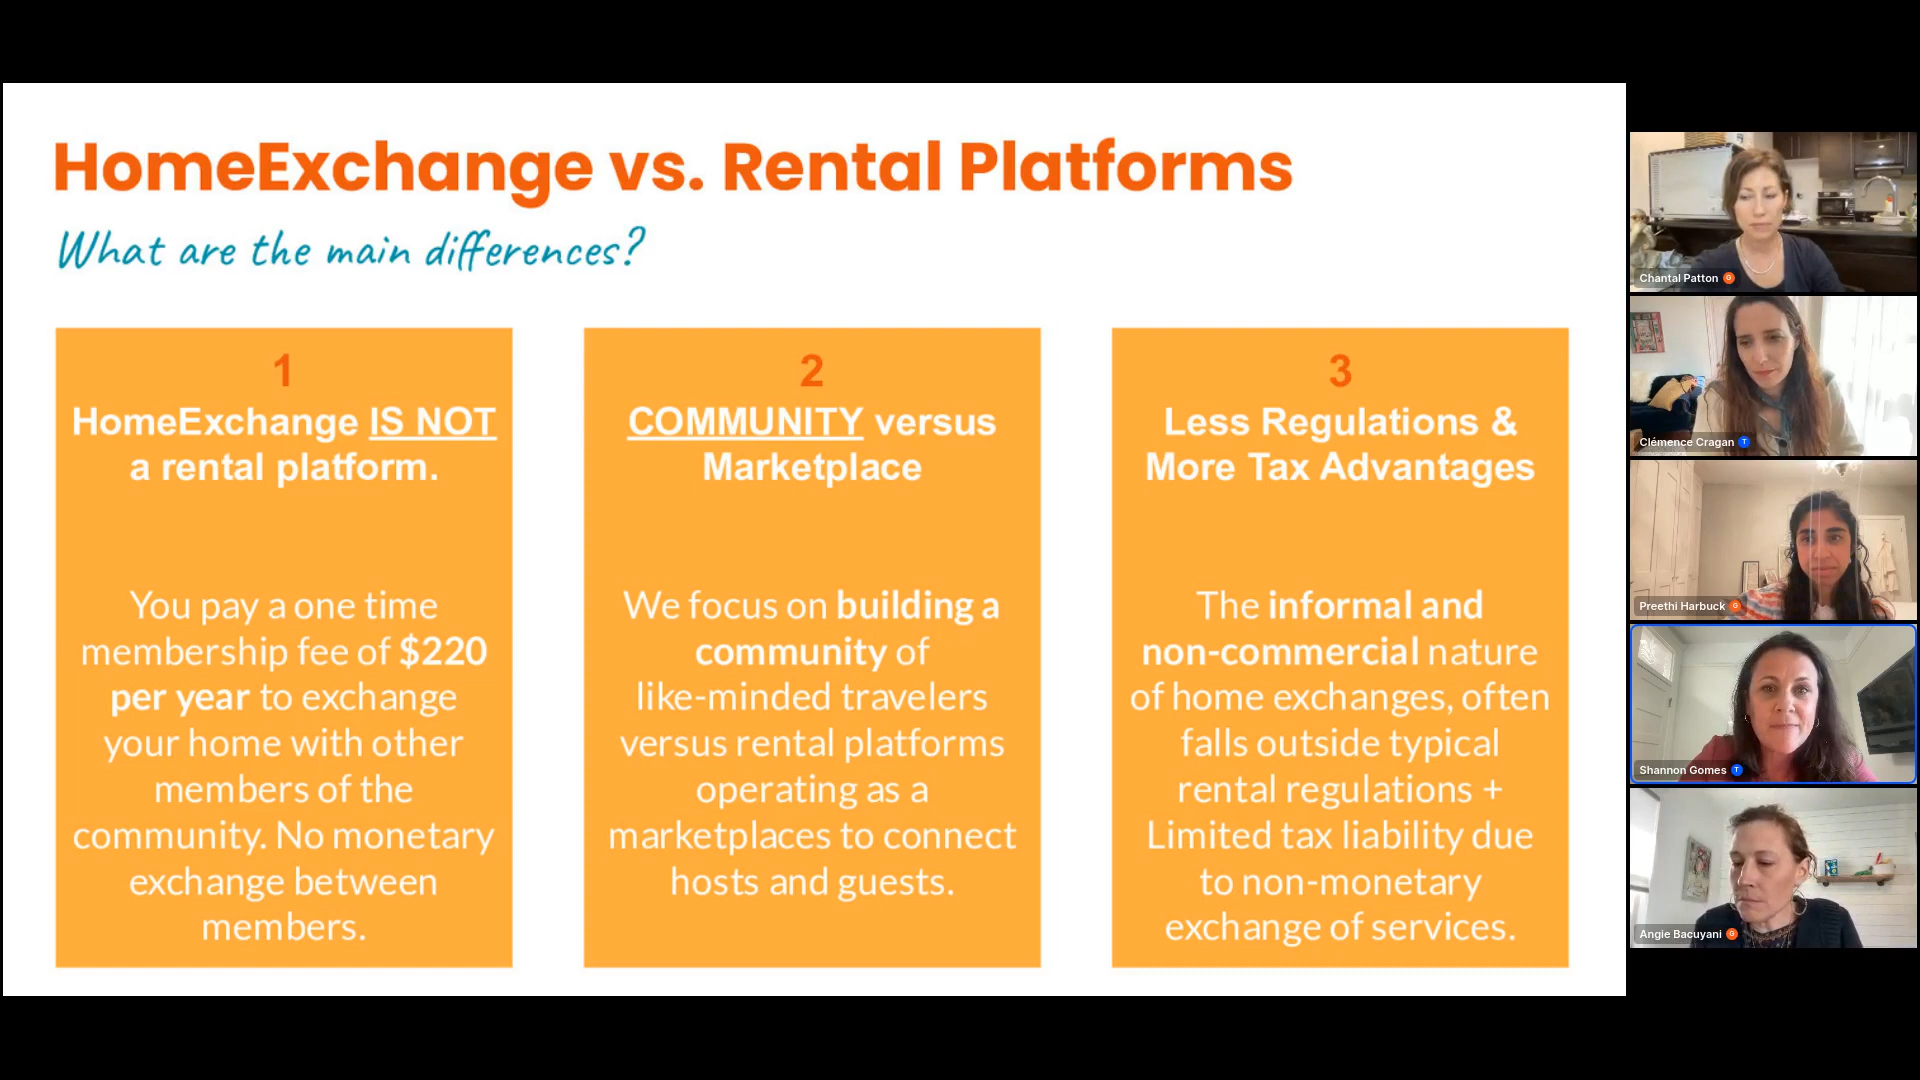 HomeExchange vs. Rental Platforms
What are the main differences?
1
HomeExchange IS NOT
a rental platform.
You pay a one time
membership fee of $220
per year to exchange
your home with other
members of the
community. No monetary
exchange between
members.
2
COMMUNITY versus
Marketplace
We focus on building a
community of
like-minded travelers
versus rental platforms
operating as a
marketplaces to connect
hosts and guests.
3
Less Regulations &
More Tax Advantages
The informal and
non-commercial nature
of home exchanges, often
falls outside typical
rental regulations +
Limited tax liability due
to non-monetary
exchange of services.
Chantal Patton G
Clémence Cragan T
Preethi Harbuck G
Shannon Gomes T
Angie Bacuyani G